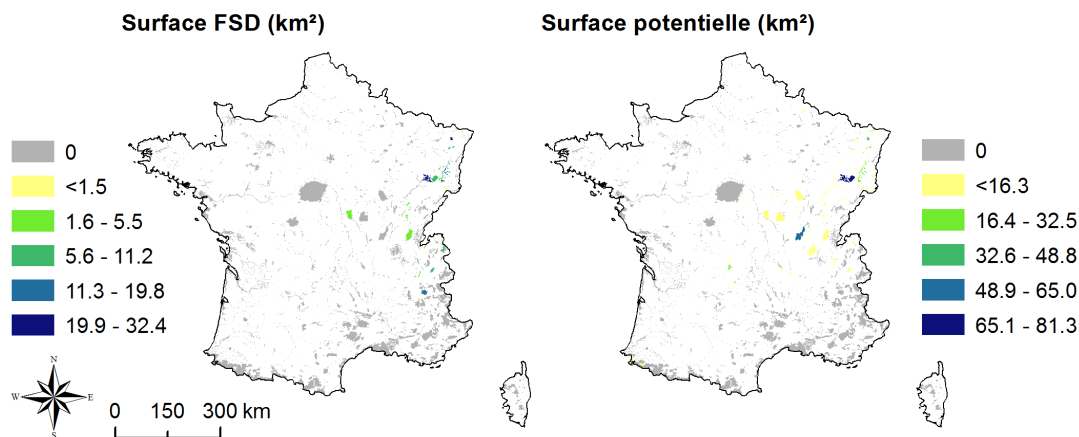 Surface FSD (km²)
Surface potentielle (km²)
0
<1.5
1.6 - 5.5
5.6 - 11.2
11.3 - 19.8
19.9 - 32.4
0
<16.3
16.4 - 32.5
32.6 - 48.8
48.9 - 65.0
65.1 - 81.3
N
W
E
S
0 150 300 km